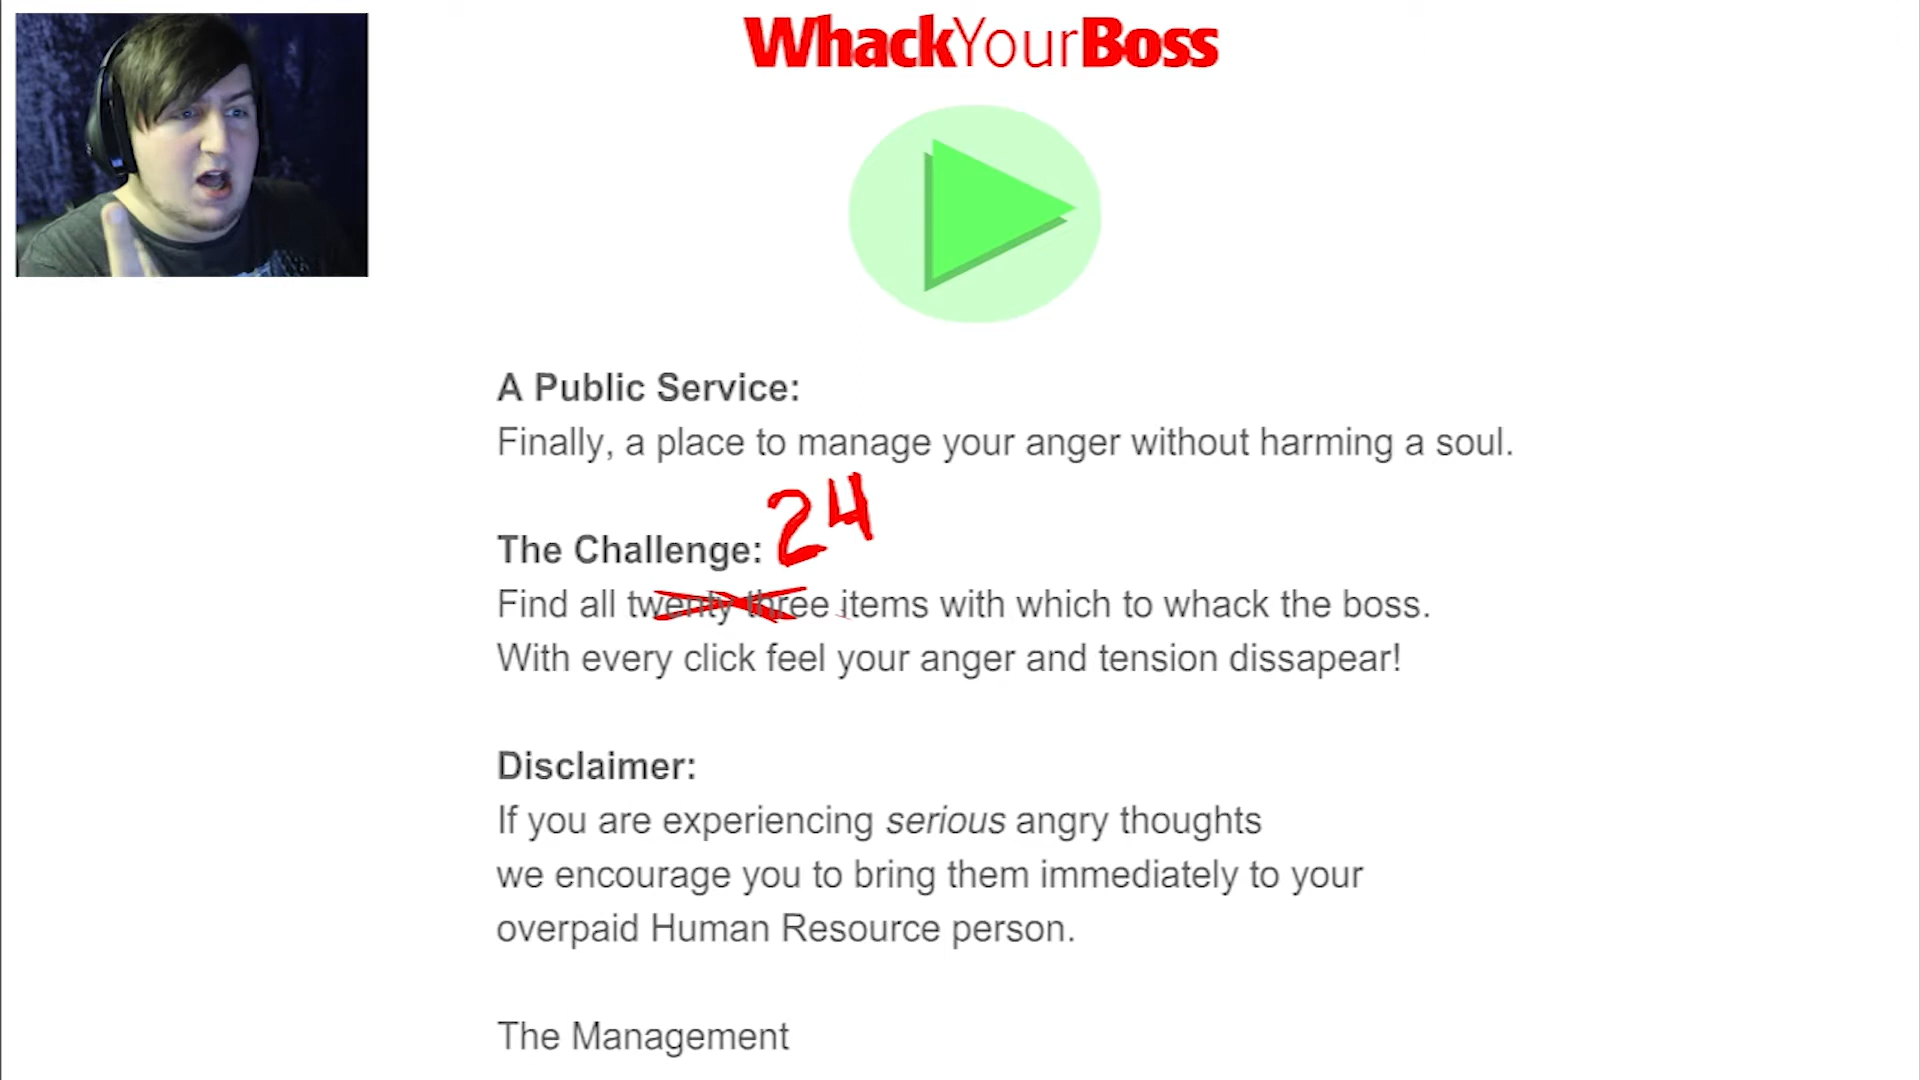 WhackYourBoss
A Public Service:
Finally, a place to manage your anger without harming a soul.
24
The Challenge:
Find all twenty three items with which to whack the boss.
With every click feel your anger and tension dissapear!
Disclaimer:
If you are experiencing serious angry thoughts
we encourage you to bring them immediately to your
overpaid Human Resource person.
The Management